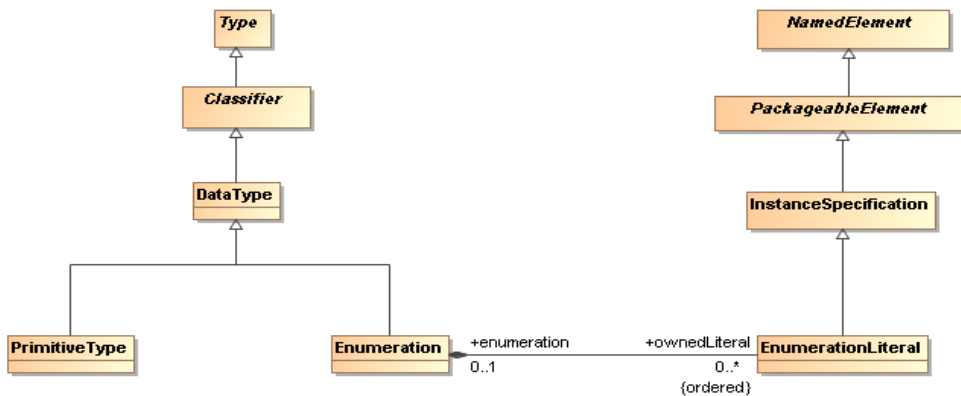 Type
NamedElement
Classifier
PackageableElement
DataType
InstanceSpecification
PrimitiveType
Enumeration
+enumeration
0..1
+ownedLiteral
0..*
{ordered}
EnumerationLiteral